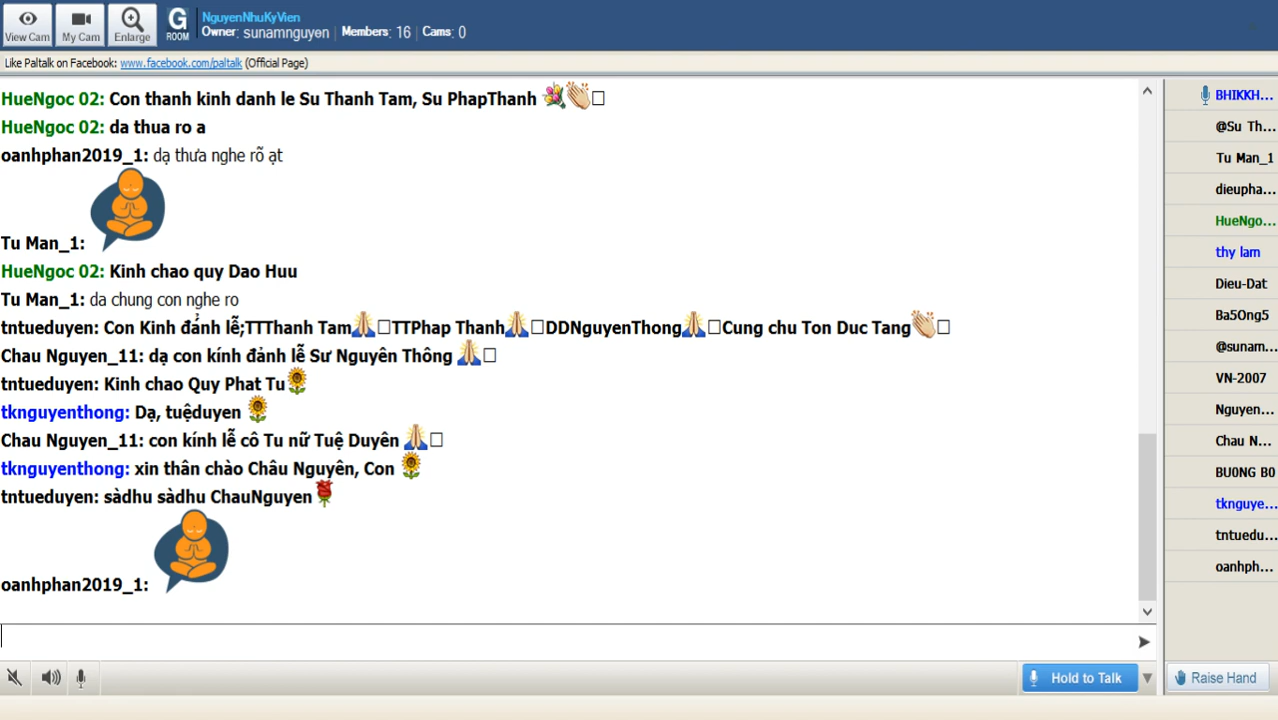 View Cam
My Cam
Enlarge
G
ROOM
NguyenNhuKyVien
Owner: sunamnguyen | Members: 16 | Cams: 0
Like Paltalk on Facebook: www.facebook.com/paltalk (Official Page)
HueNgoc 02: Con thanh kinh danh le Su Thanh Tam, Su PhapThanh
HueNgoc 02: da thua ro a
oanhphan2019_1: dạ thưa nghe rõ ạt
Tu Man_1:
HueNgoc 02: Kinh chao quy Dao Huu
Tu Man_1: da chung con nghe ro
tntueduyen: Con Kinh đảnh lễ;TTThanh Tam TTPhap Thanh DDNguyenThong Cung chu Ton Duc Tang
Chau Nguyen_11: dạ con kính đảnh lễ Sư Nguyên Thông
tntueduyen: Kinh chao Quy Phat Tu
tknguyenthong: Dạ, tuệduyen
Chau Nguyen_11: con kính lễ cô Tu nữ Tuệ Duyên
tknguyenthong: xin thân chào Châu Nguyên, Con
tntueduyen: sàdhu sàdhu ChauNguyen
oanhphan2019_1:
BHIKKH...
@Su Th...
Tu Man_1
dieupha...
HueNgo...
thy lam
Dieu-Dat
Ba5Ong5
@sunam...
VN-2007
Nguyen...
Chau N...
BU0NG B0
tknguye...
tntuedu...
oanhph...
Hold to Talk
Raise Hand